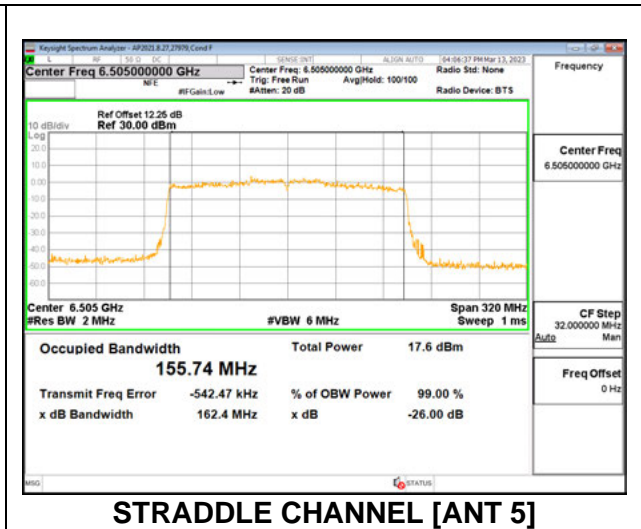 Keysight Spectrum Analyzer - AP2021.8.27,27979,Cond F
L RF 50 Ω DC SENSE:INT ALIGN AUTO 04:06:37 PM Mar 13, 2023
Center Freq 6.505000000 GHz Center Freq: 6.505000000 GHz Radio Std: None Frequency
NFE Trig: Free Run Avg|Hold: 100/100
#IFGain:Low #Atten: 20 dB Radio Device: BTS
Ref Offset 12.25 dB
10 dB/div Ref 30.00 dBm
Log
20.0
10.0
0.00
-10.0
-20.0
-30.0
-40.0
-50.0
-60.0
Center Freq
6.505000000 GHz
Center 6.505 GHz Span 320 MHz
#Res BW 2 MHz #VBW 6 MHz Sweep 1 ms
CF Step
32.000000 MHz
Auto Man
Occupied Bandwidth Total Power 17.6 dBm
155.74 MHz
Freq Offset
0 Hz
Transmit Freq Error -542.47 kHz % of OBW Power 99.00 %
x dB Bandwidth 162.4 MHz x dB -26.00 dB
MSG STATUS
STRADDLE CHANNEL [ANT 5]